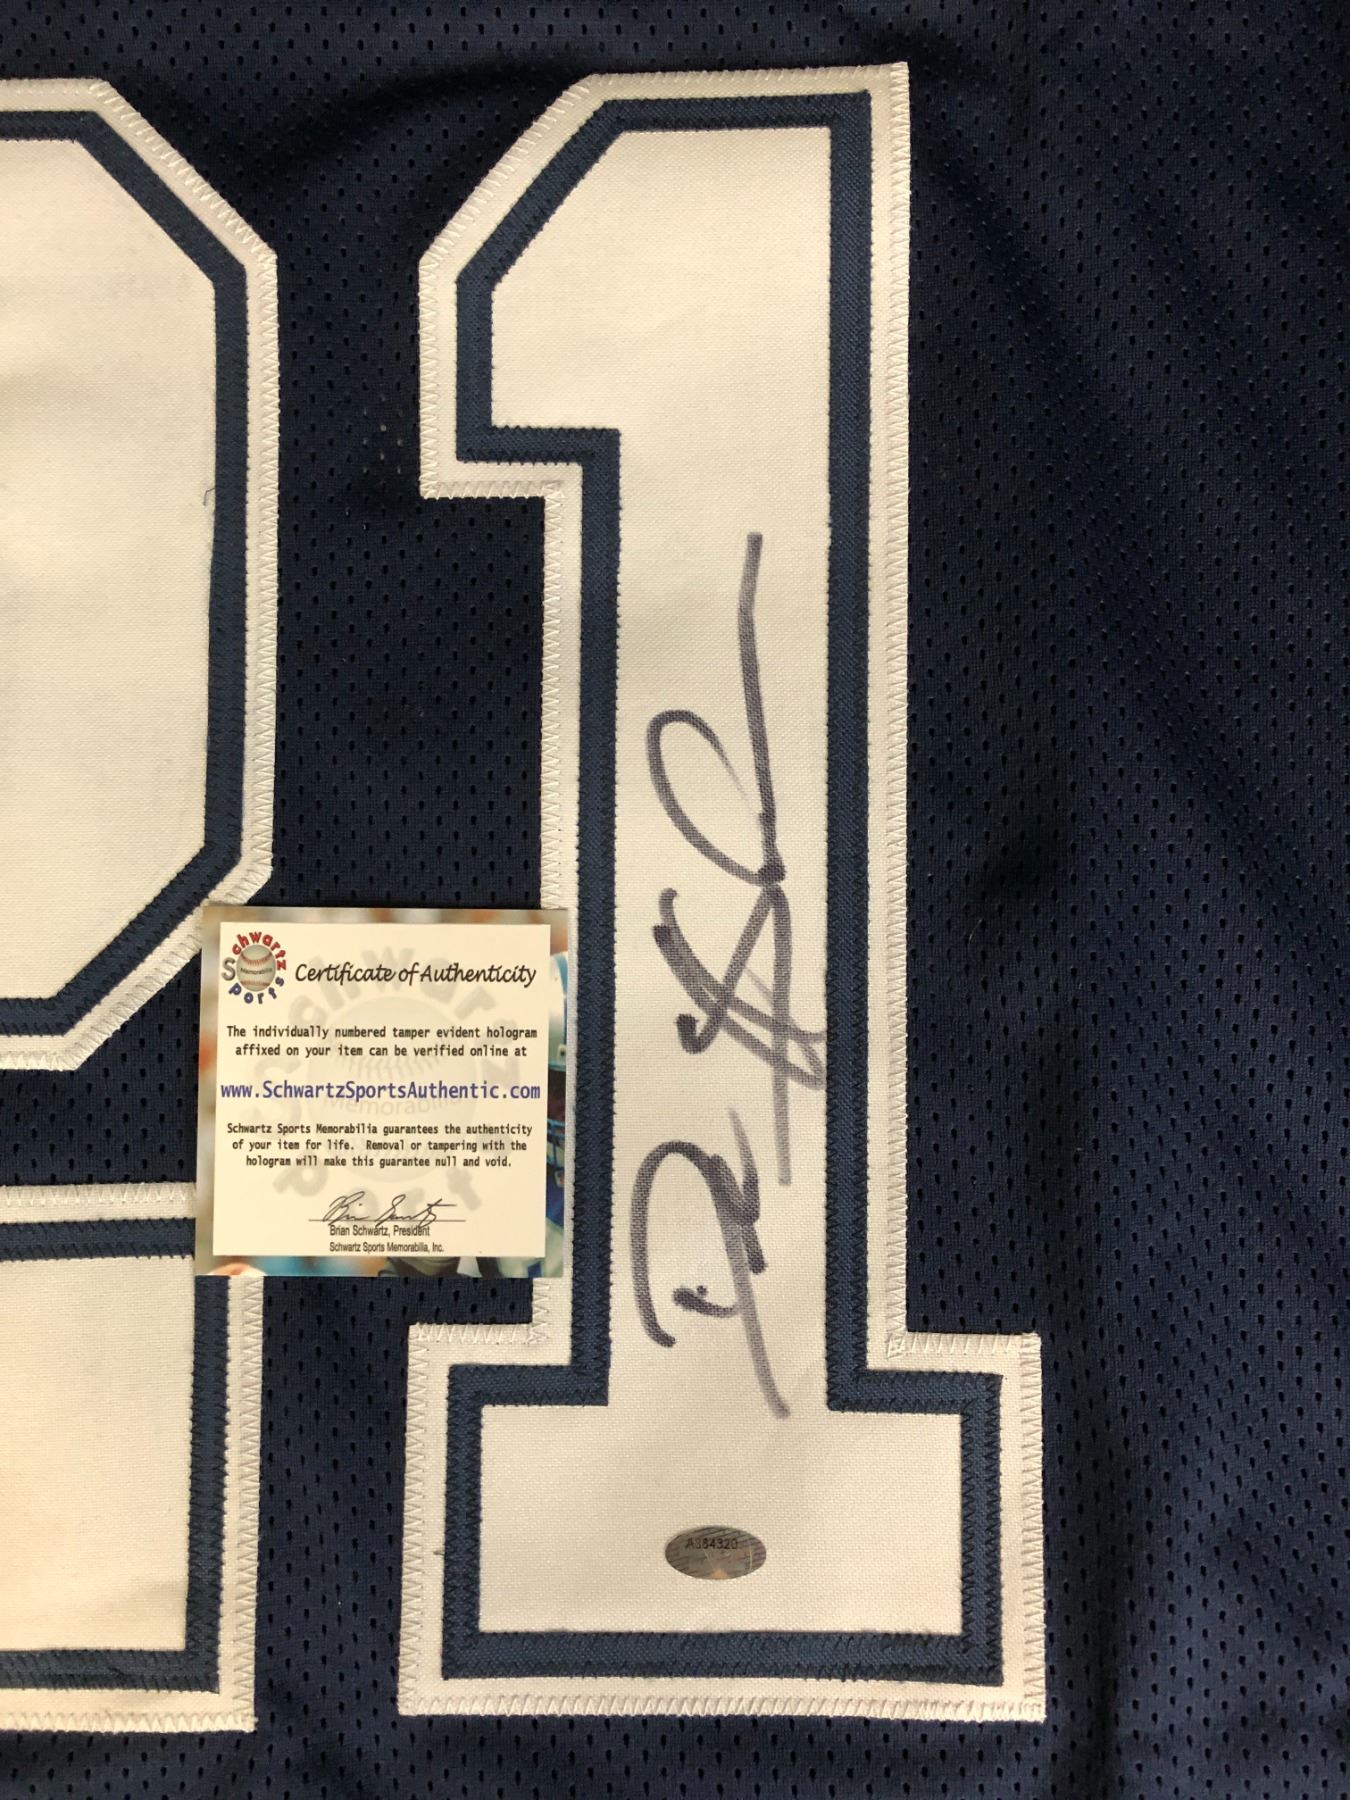 21
Schwartz
Memorabilia
Sports
Certificate of Authenticity
The individually numbered tamper evident hologram
affixed on your item can be verified online at
www.SchwartzSportsAuthentic.com
Schwartz Sports Memorabilia guarantees the authenticity
of your item for life. Removal or tampering with the
hologram will make this guarantee null and void.
Brian Schwartz, President
Schwartz Sports Memorabilia, Inc.
A384320